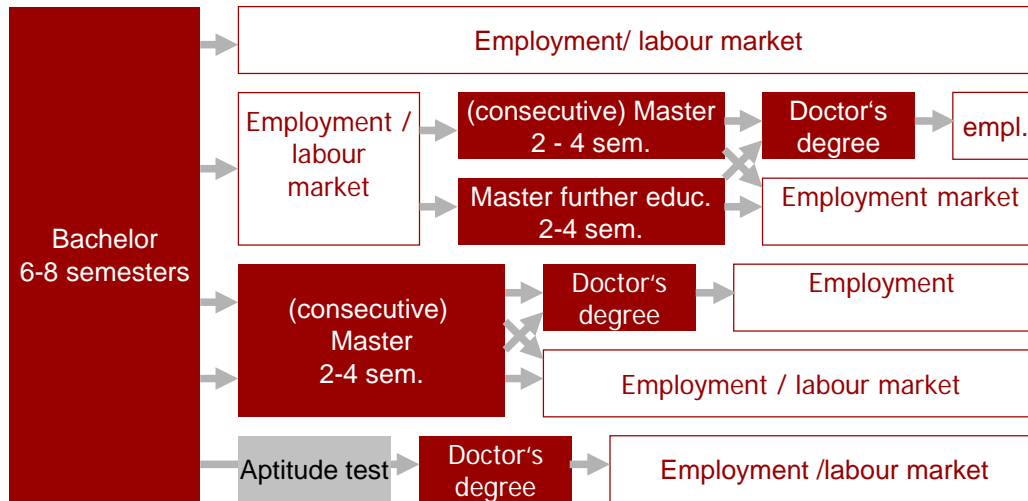 Bachelor
6-8 semesters
Employment/ labour market
Employment /
labour
market
(consecutive) Master
2 - 4 sem.
Doctor‘s
degree
empl.
Master further educ.
2-4 sem.
Employment market
(consecutive)
Master
2-4 sem.
Doctor‘s
degree
Employment
Employment / labour market
Aptitude test
Doctor‘s
degree
Employment /labour market